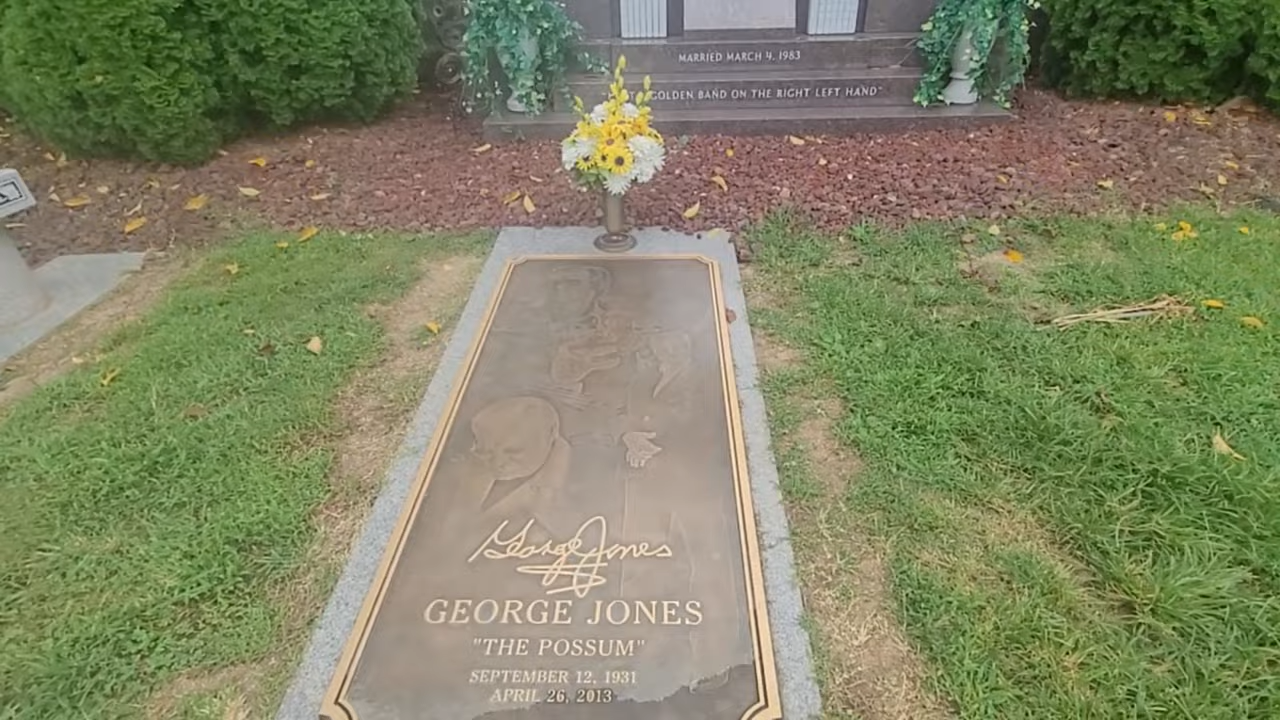 MARRIED MARCH 4, 1983
GOLDEN BAND ON THE RIGHT LEFT HAND"
George Jones
GEORGE JONES
"THE POSSUM"
SEPTEMBER 12, 1931
APRIL 26, 2013